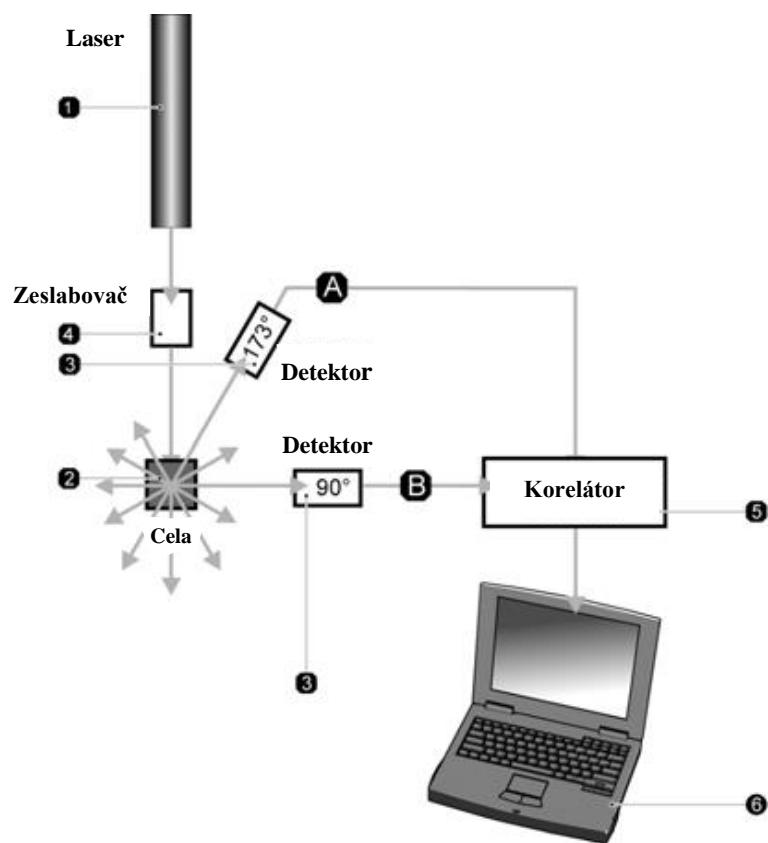 Laser
1
A
Zeslabovač
4
173°
3
Detektor
Detektor
2
90°
B
Korelátor
5
Cela
3
6